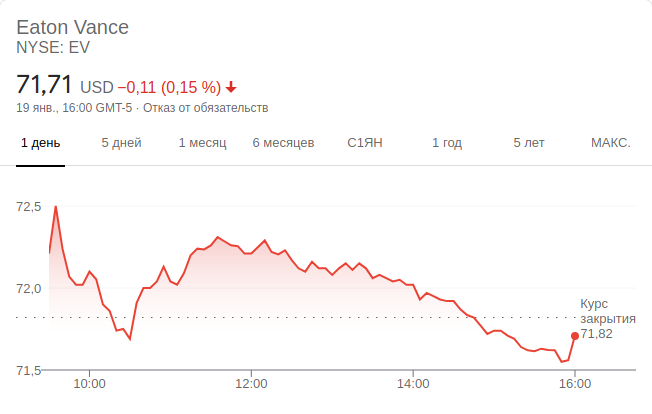 Eaton Vance
NYSE: EV
71,71 USD −0,11 (0,15 %)
19 янв., 16:00 GMT-5 · Отказ от обязательств
1 день 5 дней 1 месяц 6 месяцев С1ЯН 1 год 5 лет МАКС.
72,5
72,0
Курс
закрытия
71,82
71,5
10:00 12:00 14:00 16:00